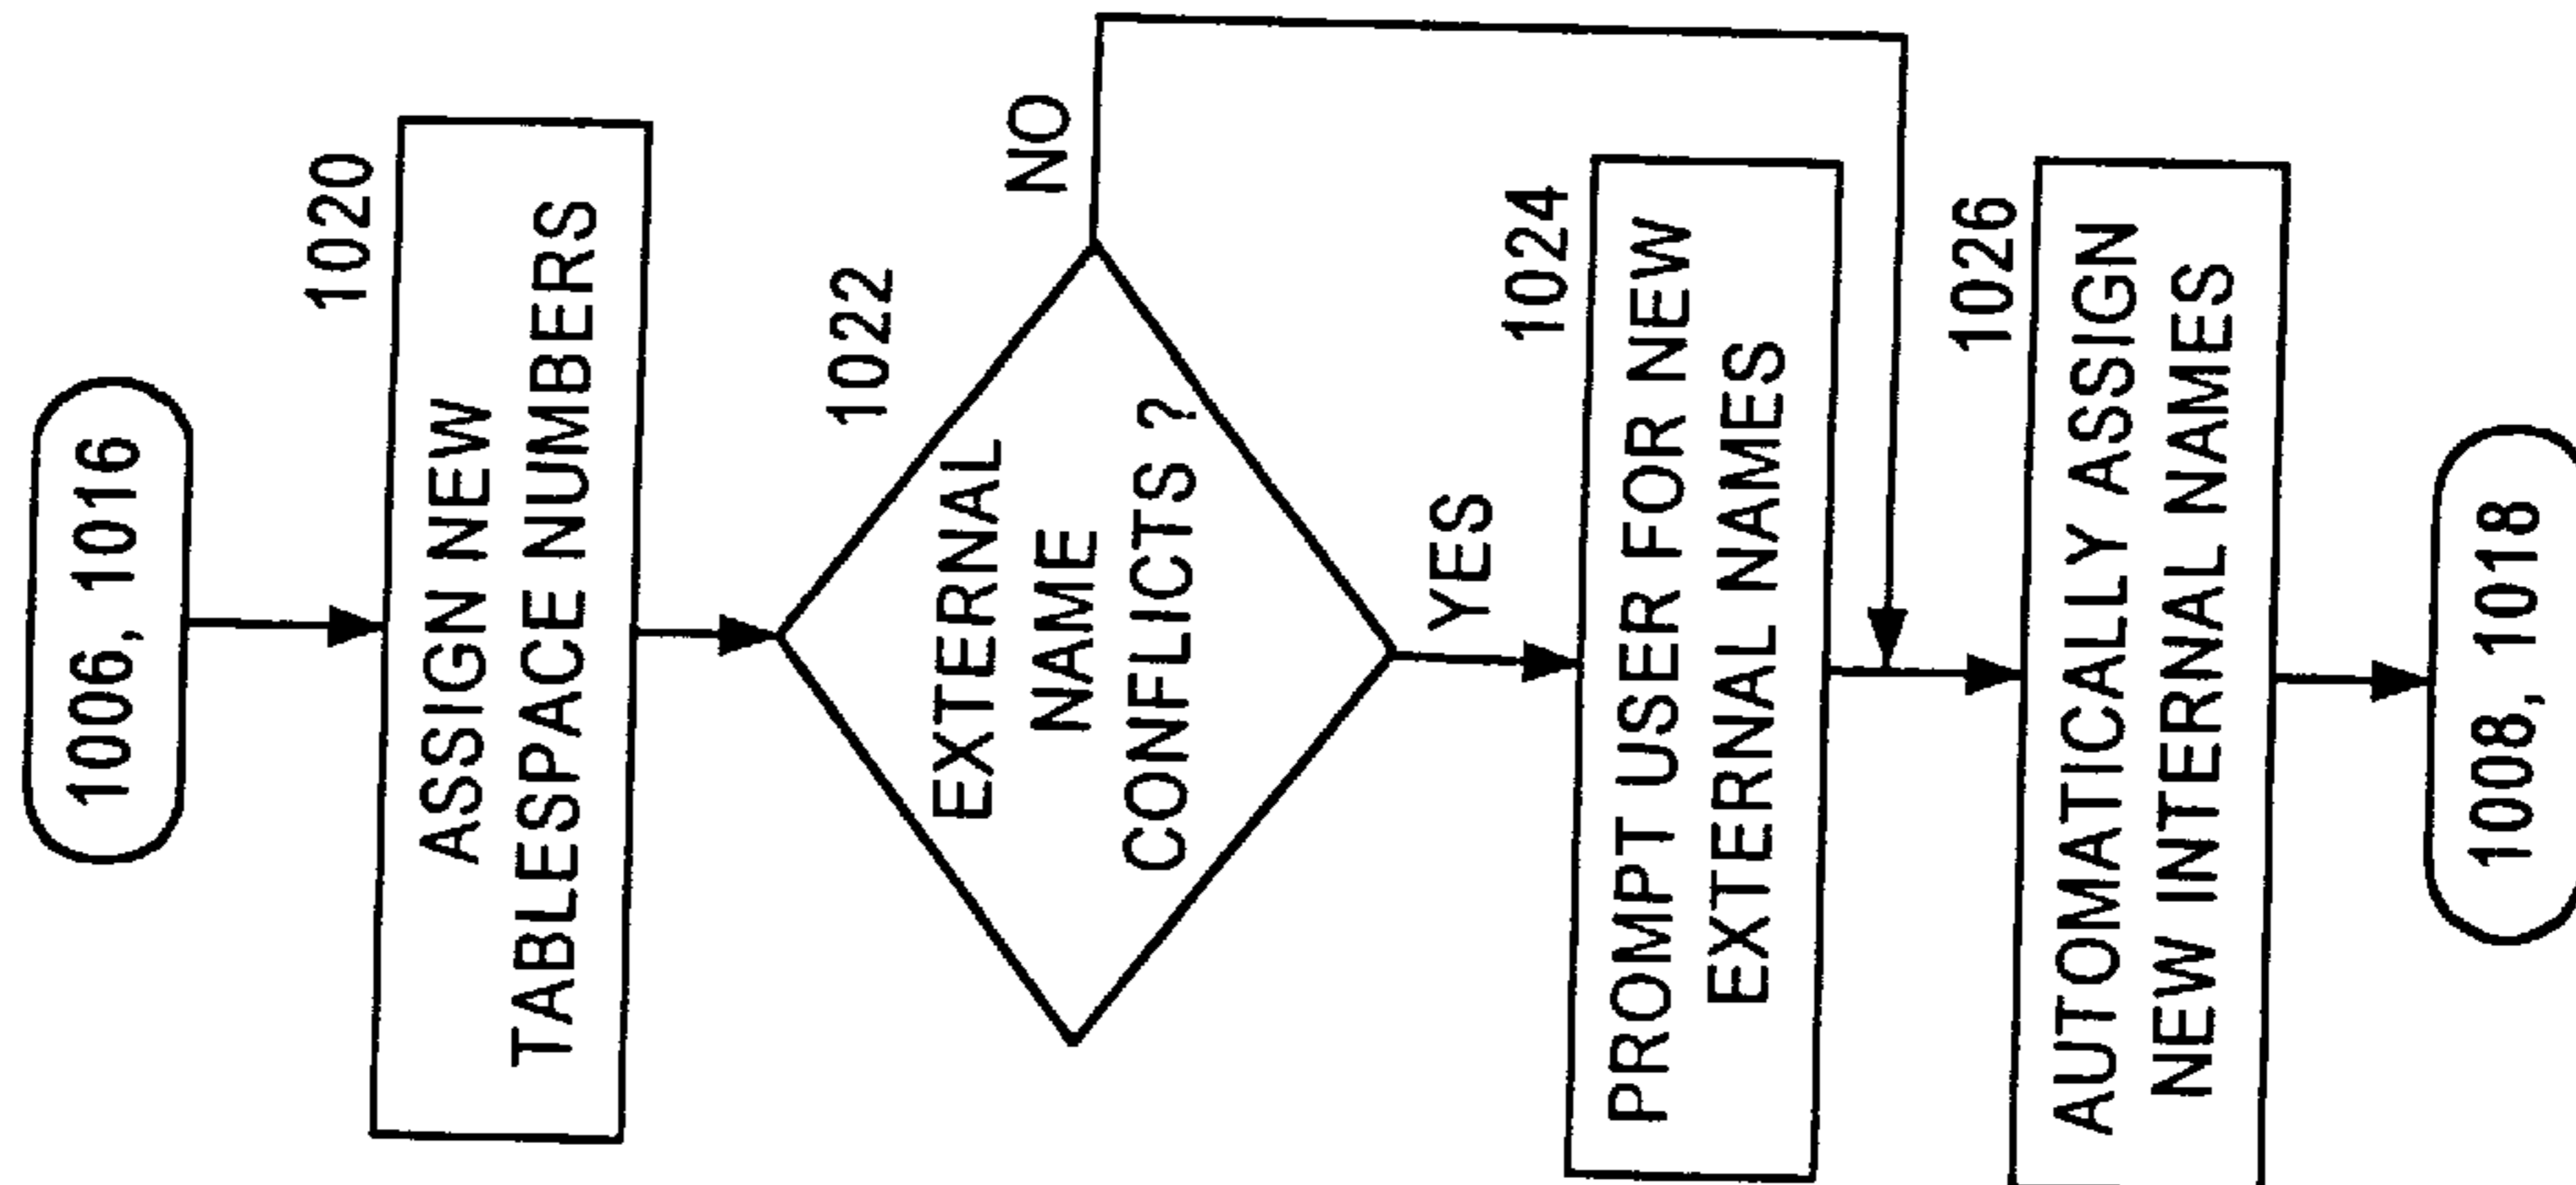 1006, 1016
1020
ASSIGN NEW
TABLESPACE NUMBERS
1022
EXTERNAL
NAME
CONFLICTS ?
NO
YES
1024
PROMPT USER FOR NEW
EXTERNAL NAMES
1026
AUTOMATICALLY ASSIGN
NEW INTERNAL NAMES
1008, 1018